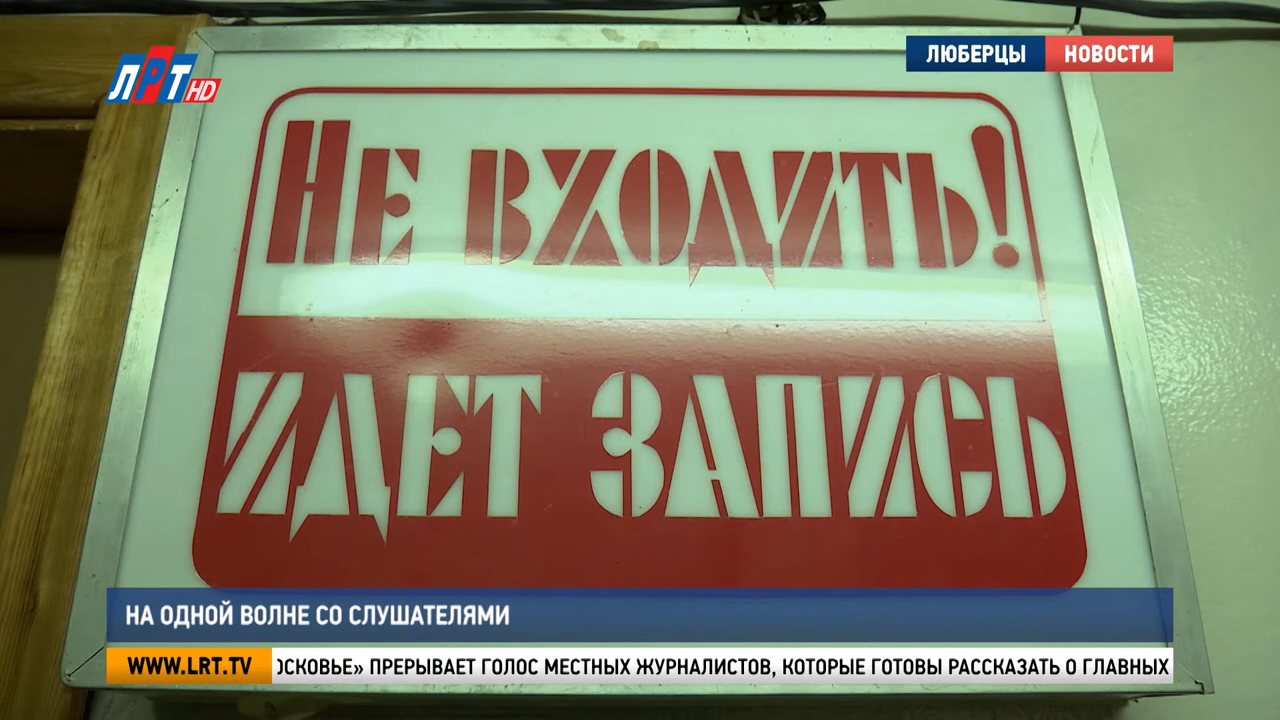 ЛРТ HD
ЛЮБЕРЦЫ НОВОСТИ
НЕ ВХОДИТЬ!
ИДЕТ ЗАПИСЬ
НА ОДНОЙ ВОЛНЕ СО СЛУШАТЕЛЯМИ
WWW.LRT.TV ОСКОВЬЕ» ПРЕРЫВАЕТ ГОЛОС МЕСТНЫХ ЖУРНАЛИСТОВ, КОТОРЫЕ ГОТОВЫ РАССКАЗАТЬ О ГЛАВНЫХ